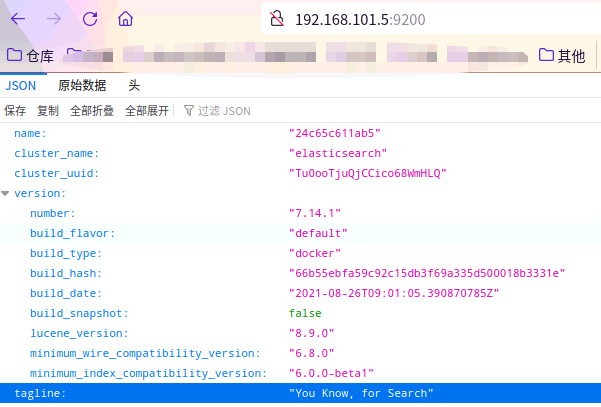 192.168.101.5:9200
仓库
其他
JSON 原始数据 头
保存 复制 全部折叠 全部展开 过滤 JSON
name: "24c65c611ab5"
cluster_name: "elasticsearch"
cluster_uuid: "TuOooTjuQjCCico68WmHLQ"
version:
number: "7.14.1"
build_flavor: "default"
build_type: "docker"
build_hash: "66b55ebfa59c92c15db3f69a335d500018b3331e"
build_date: "2021-08-26T09:01:05.390870785Z"
build_snapshot: false
lucene_version: "8.9.0"
minimum_wire_compatibility_version: "6.8.0"
minimum_index_compatibility_version: "6.0.0-beta1"
tagline: "You Know, for Search"